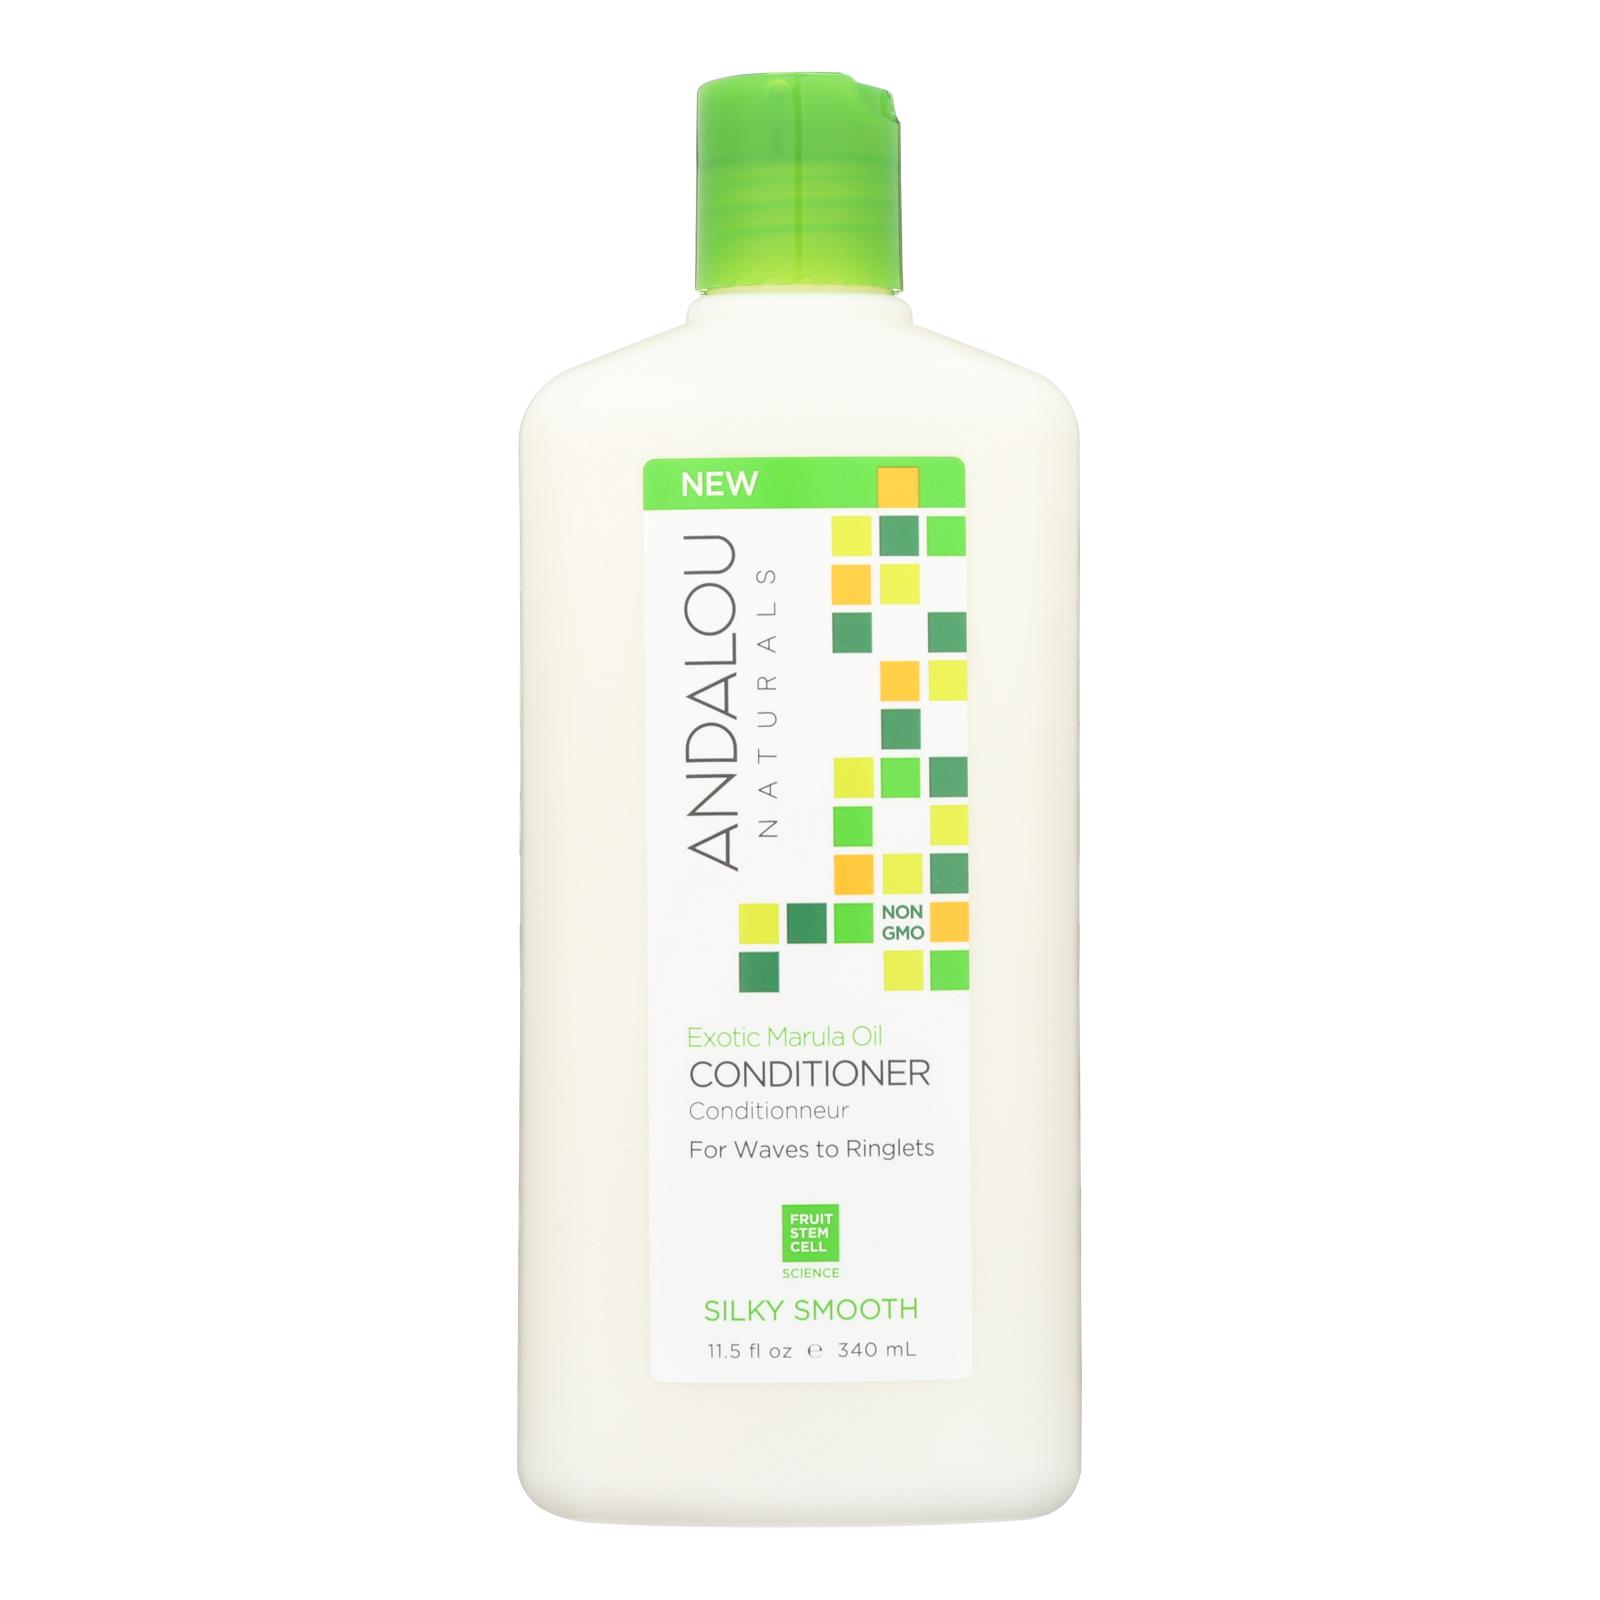 NEW
ANDALOU
NATURALS
NON
GMO
Exotic Marula Oil
CONDITIONER
Conditionneur
For Waves to Ringlets
FRUIT
STEM
CELL
SCIENCE
SILKY SMOOTH
11.5 fl oz ℮ 340 mL